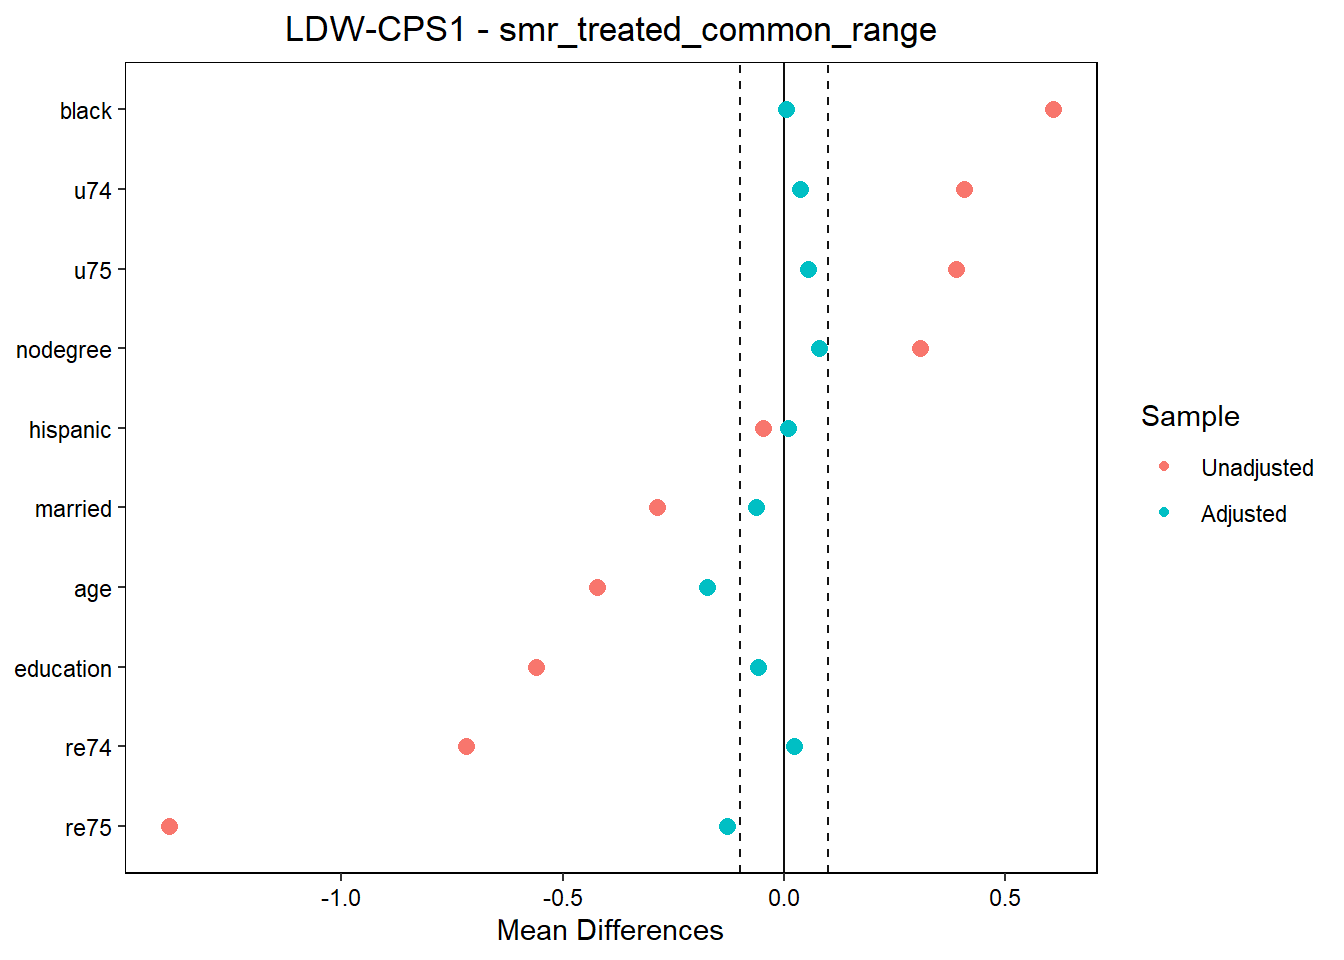 LDW-CPS1 - smr_treated_common_range
black
u74
u75
nodegree
hispanic
married
age
education
re74
re75
-1.0
-0.5
0.0
0.5
Mean Differences
Sample
Unadjusted
Adjusted